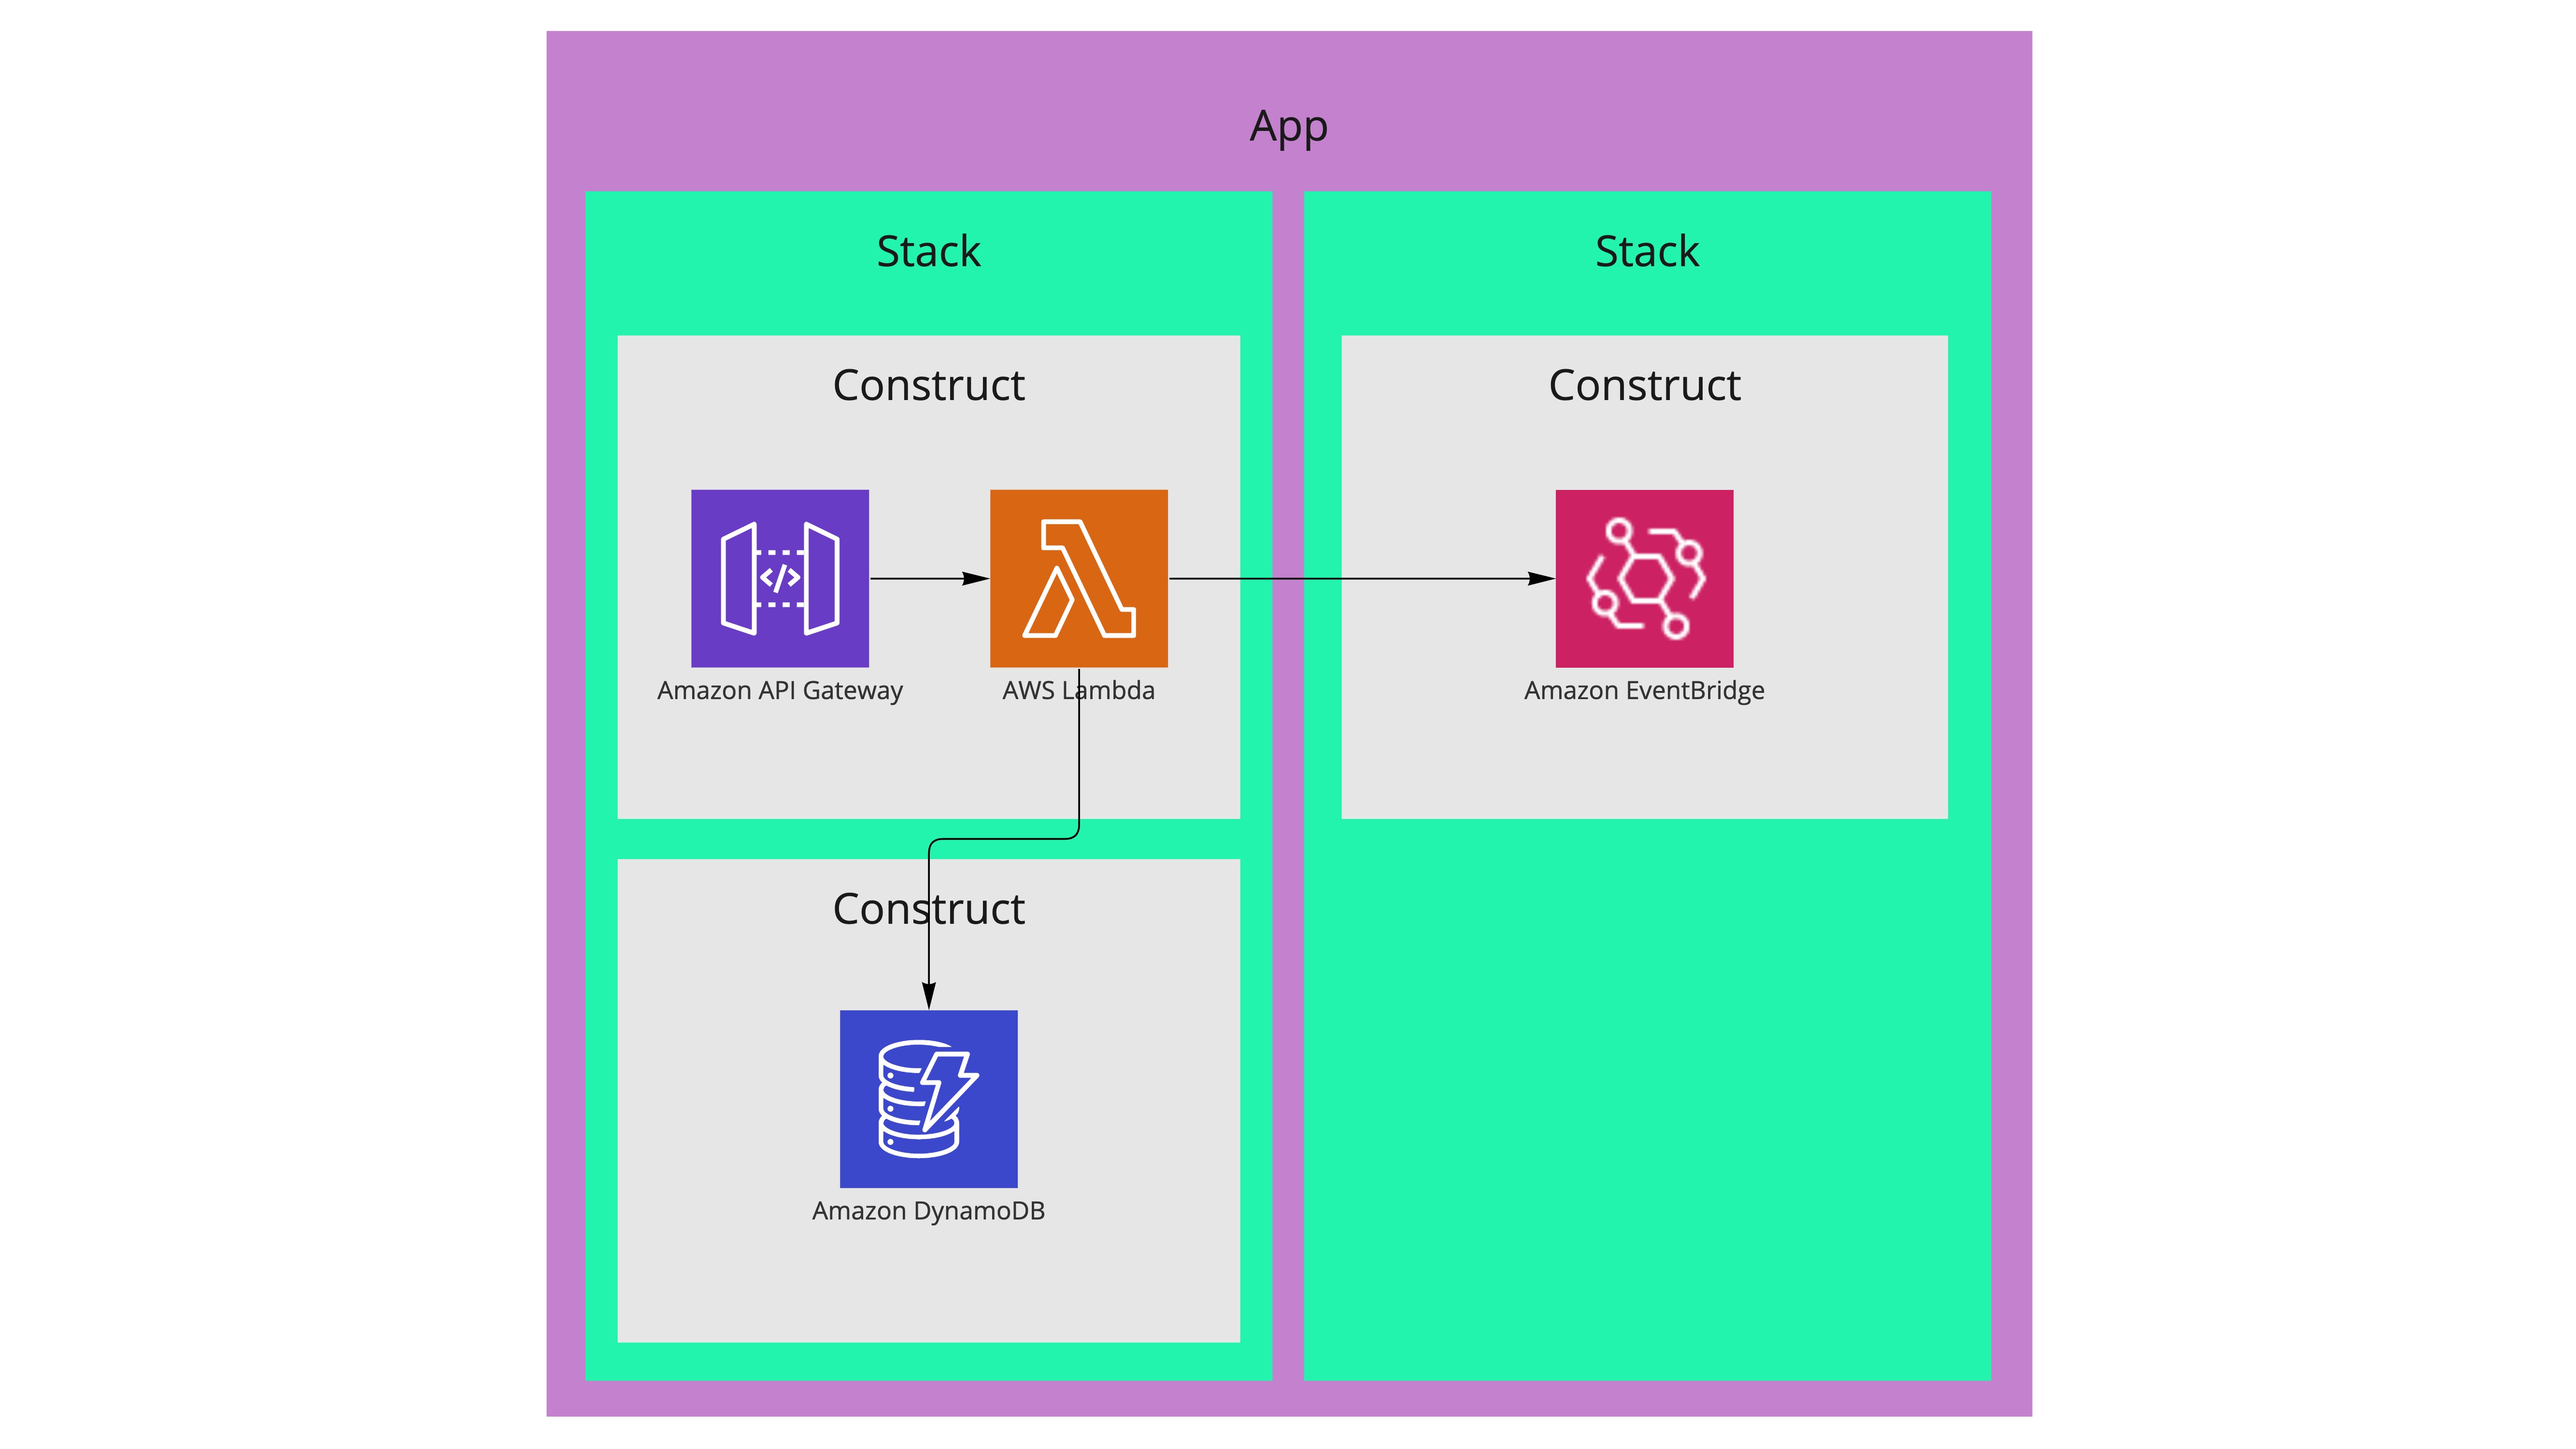 App
Stack
Construct
Amazon API Gateway
AWS Lambda
Construct
Amazon DynamoDB
Stack
Construct
Amazon EventBridge